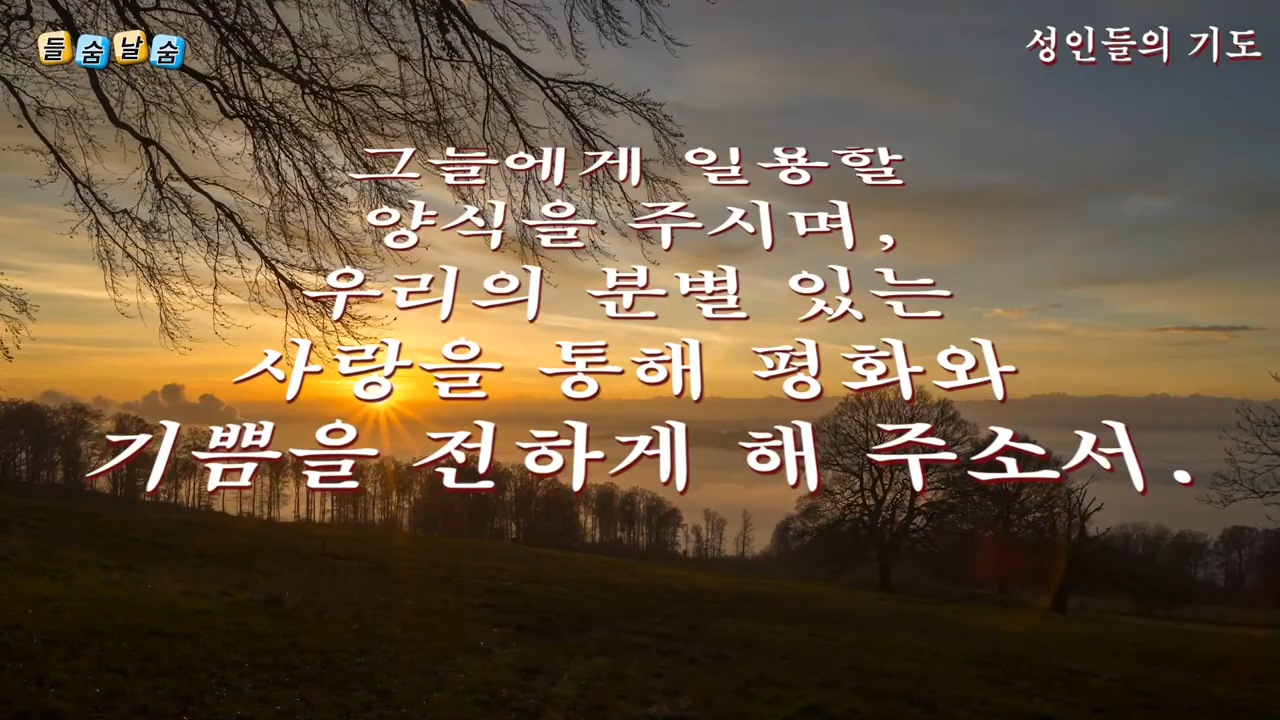 들숨날숨
성인들의 기도
그늘에게 일용할
양식을 주시며,
우리의 분별 있는
사랑을 통해 평화와
기쁨을 전하게 해 주소서.